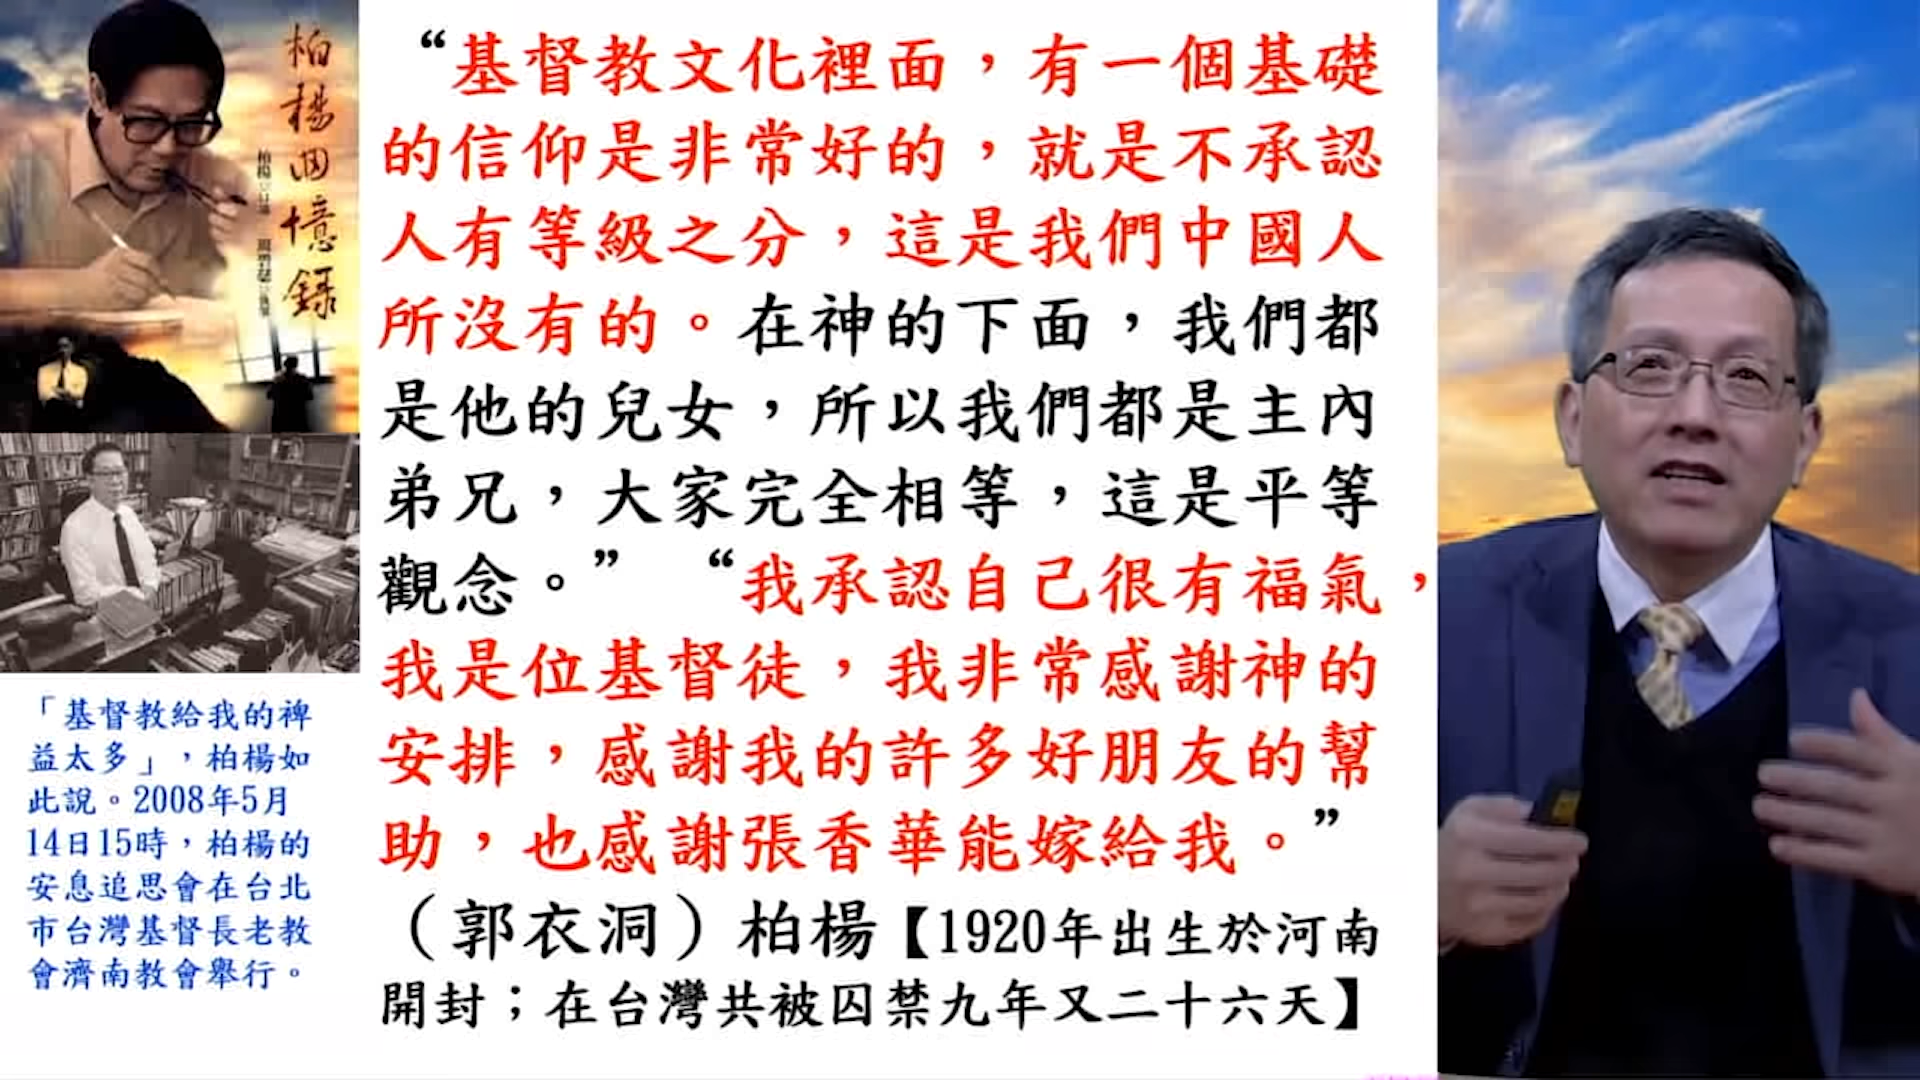 柏楊回憶錄
“基督教文化裡面，有一個基礎
的信仰是非常好的，就是不承認
人有等級之分，這是我們中國人
所沒有的。在神的下面，我們都
是他的兒女，所以我們都是主內
弟兄，大家完全相等，這是平等
觀念。” “我承認自己很有福氣，
我是位基督徒，我非常感謝神的
安排，感謝我的許多好朋友的幫
助，也感謝張香華能嫁給我。”
（郭衣洞）柏楊【1920年出生於河南
開封；在台灣共被囚禁九年又二十六天】
「基督教給我的裨
益太多」，柏楊如
此說。2008年5月
14日15時，柏楊的
安息追思會在台北
市台灣基督長老教
會濟南教會舉行。